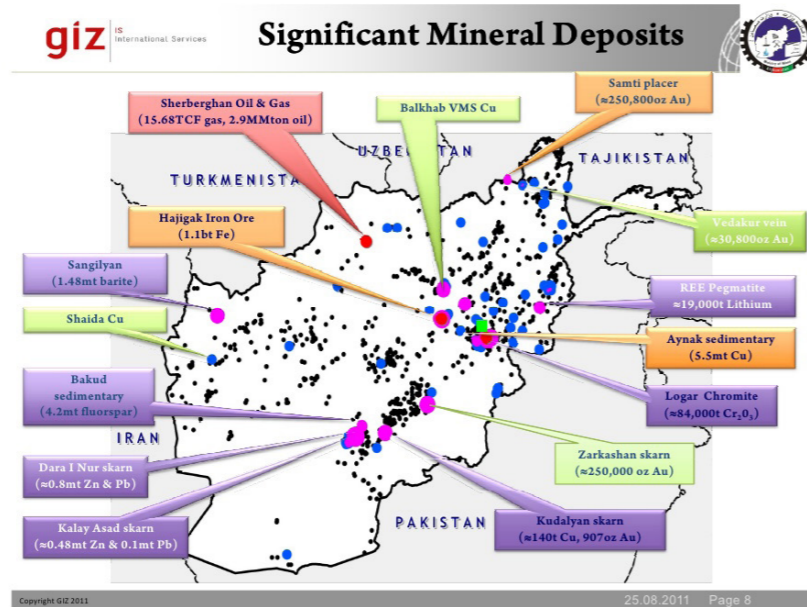 giz
IS
International Services
Significant Mineral Deposits
Sherberghan Oil & Gas
(15.68TCF gas, 2.9MMton oil)
Balkhab VMS Cu
Samti placer
(≈250,800oz Au)
UZBEKISTAN
TAJIKISTAN
TURKMENISTA
Hajigak Iron Ore
(1.1bt Fe)
Vedakur vein
(≈30,800oz Au)
Sangilyan
(1.48mt barite)
REE Pegmatite
≈19,000t Lithium
Shaida Cu
Aynak sedimentary
(5.5mt Cu)
Bakud
sedimentary
(4.2mt fluorspar)
Logar Chromite
(≈84,000t Cr₂0₃)
IRAN
Dara I Nur skarn
(≈0.8mt Zn & Pb)
Zarkashan skarn
(≈250,000 oz Au)
Kalay Asad skarn
(≈0.48mt Zn & 0.1mt Pb)
PAKISTAN
Kudalyan skarn
(≈140t Cu, 907oz Au)
Copyright GIZ 2011
25.08.2011 Page 8